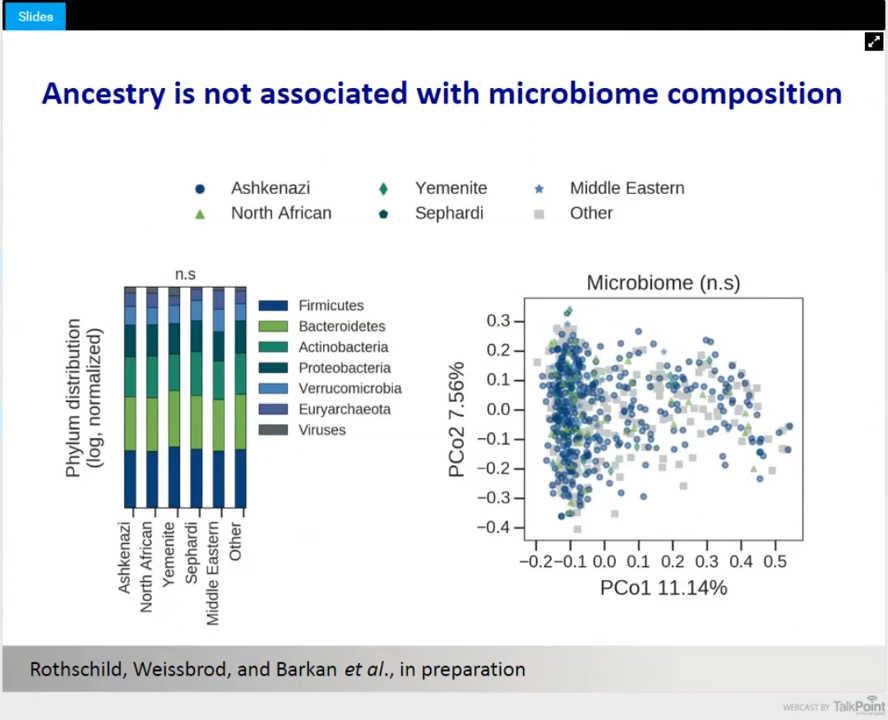 Slides
Ancestry is not associated with microbiome composition
Ashkenazi
Yemenite
Middle Eastern
North African
Sephardi
Other
n.s
Phylum distribution
(log, normalized)
Firmicutes
Bacteroidetes
Actinobacteria
Proteobacteria
Verrucomicrobia
Euryarchaeota
Viruses
Ashkenazi
North African
Yemenite
Sephardi
Middle Eastern
Other
Microbiome (n.s)
PCo2 7.56%
0.3
0.2
0.1
0.0
−0.1
−0.2
−0.3
−0.4
−0.2 −0.1 0.0 0.1 0.2 0.3 0.4 0.5
PCo1 11.14%
Rothschild, Weissbrod, and Barkan et al., in preparation
WEBCAST BY TalkPoint